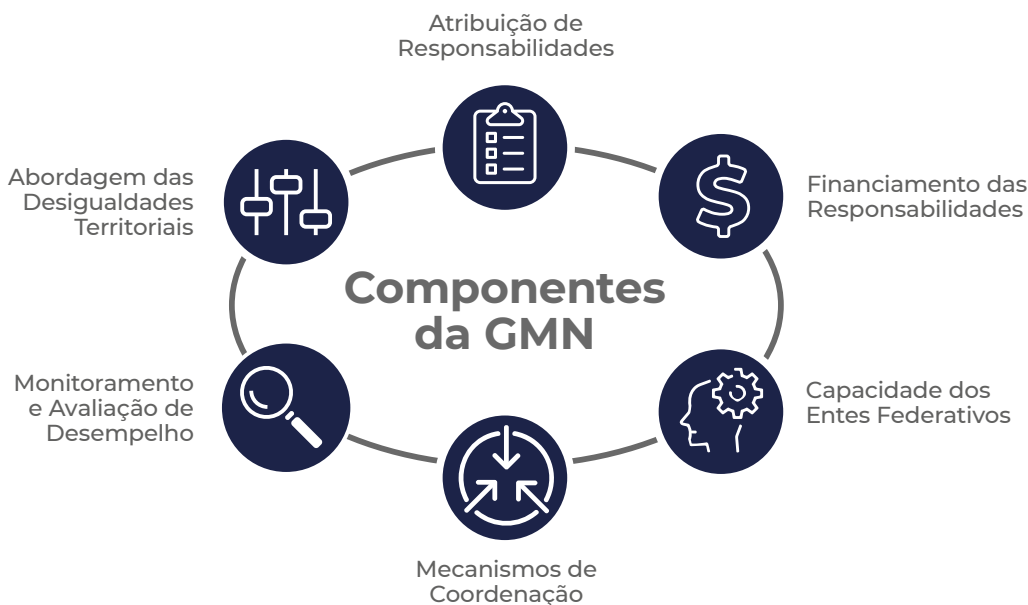 Atribuição de
Responsabilidades
Abordagem das
Desigualdades
Territoriais
Financiamento das
Responsabilidades
Componentes
da GMN
Monitoramento
e Avaliação de
Desempelho
Capacidade dos
Entes Federativos
Mecanismos de
Coordenação